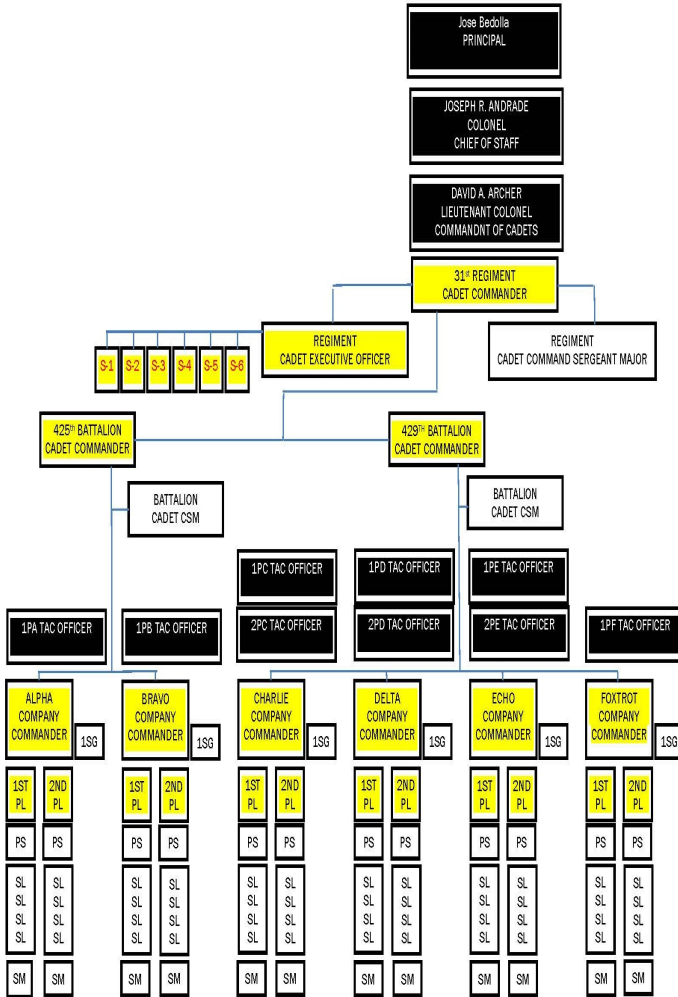 Jose Bedolla
PRINCIPAL
JOSEPH R. ANDRADE
COLONEL
CHIEF OF STAFF
DAVID A. ARCHER
LIEUTENANT COLONEL
COMMANDNT OF CADETS
31st REGIMENT
CADET COMMANDER
REGIMENT
CADET EXECUTIVE OFFICER
REGIMENT
CADET COMMAND SERGEANT MAJOR
S-1 S-2 S-3 S-4 S-5 S-6
425th BATTALION
CADET COMMANDER
429TH BATTALION
CADET COMMANDER
BATTALION
CADET CSM
BATTALION
CADET CSM
1PC TAC OFFICER 1PD TAC OFFICER 1PE TAC OFFICER
1PA TAC OFFICER 1PB TAC OFFICER 2PC TAC OFFICER 2PD TAC OFFICER 2PE TAC OFFICER 1PF TAC OFFICER
ALPHA
COMPANY
COMMANDER
1SG
BRAVO
COMPANY
COMMANDER
1SG
CHARLIE
COMPANY
COMMANDER
1SG
DELTA
COMPANY
COMMANDER
1SG
ECHO
COMPANY
COMMANDER
1SG
FOXTROT
COMPANY
COMMANDER
1SG
1ST 2ND 1ST 2ND 1ST 2ND 1ST 2ND 1ST 2ND 1ST 2ND
PL PL PL PL PL PL PL PL PL PL PL PL
PS PS PS PS PS PS PS PS PS PS PS PS
SL SL SL SL SL SL SL SL SL SL SL SL
SL SL SL SL SL SL SL SL SL SL SL SL
SL SL SL SL SL SL SL SL SL SL SL SL
SL SL SL SL SL SL SL SL SL SL SL SL
SM SM SM SM SM SM SM SM SM SM SM SM